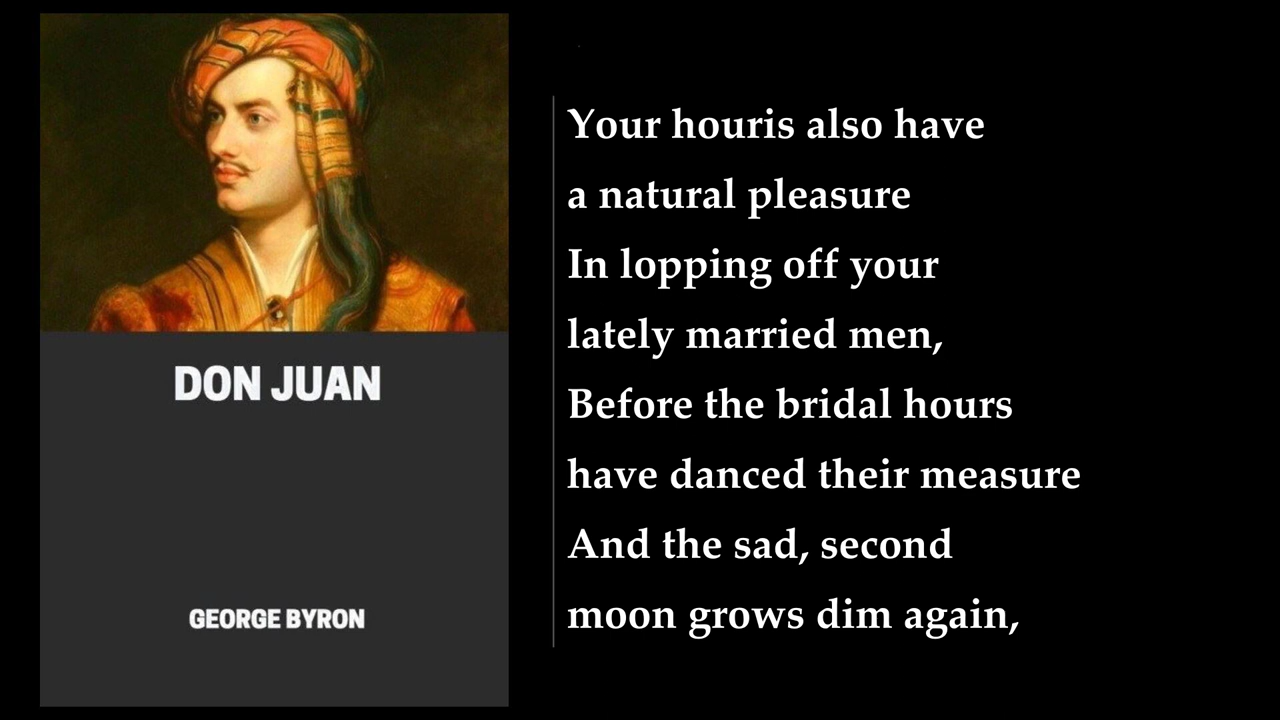 DON JUAN
GEORGE BYRON
Your houris also have
a natural pleasure
In lopping off your
lately married men,
Before the bridal hours
have danced their measure
And the sad, second
moon grows dim again,